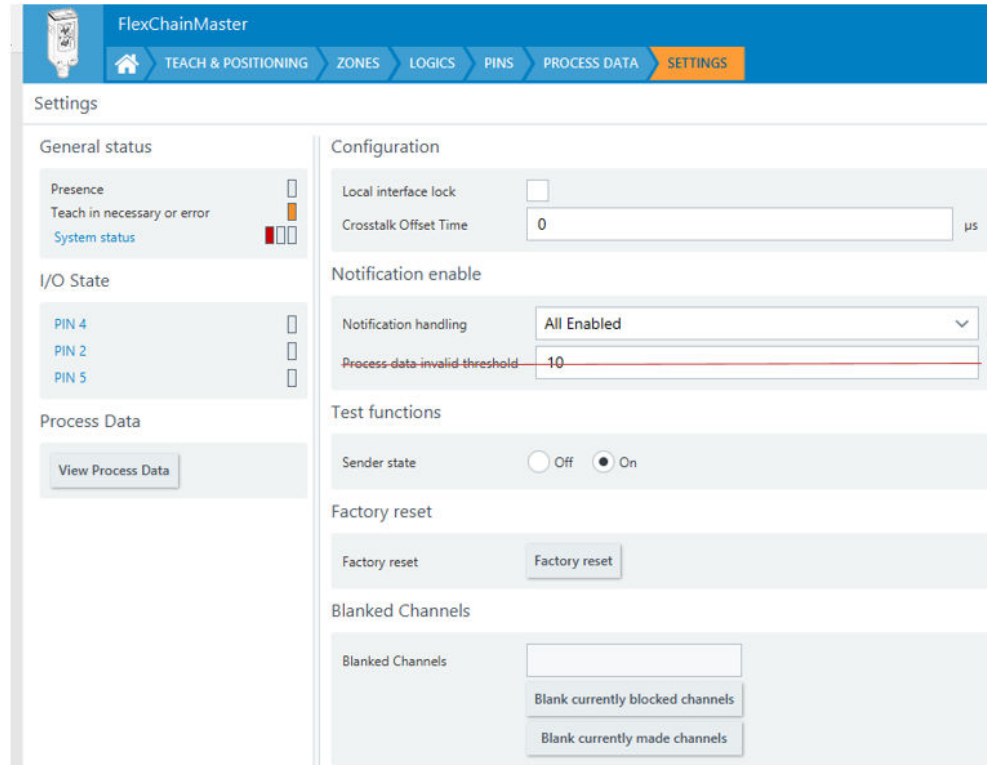 FlexChainMaster
TEACH & POSITIONING ZONES LOGICS PINS PROCESS DATA SETTINGS
Settings
General status
Presence
Teach in necessary or error
System status
I/O State
PIN 4
PIN 2
PIN 5
Process Data
View Process Data
Configuration
Local interface lock
Crosstalk Offset Time 0 µs
Notification enable
Notification handling All Enabled
Process data invalid threshold 10
Test functions
Sender state Off On
Factory reset
Factory reset Factory reset
Blanked Channels
Blanked Channels
Blank currently blocked channels
Blank currently made channels